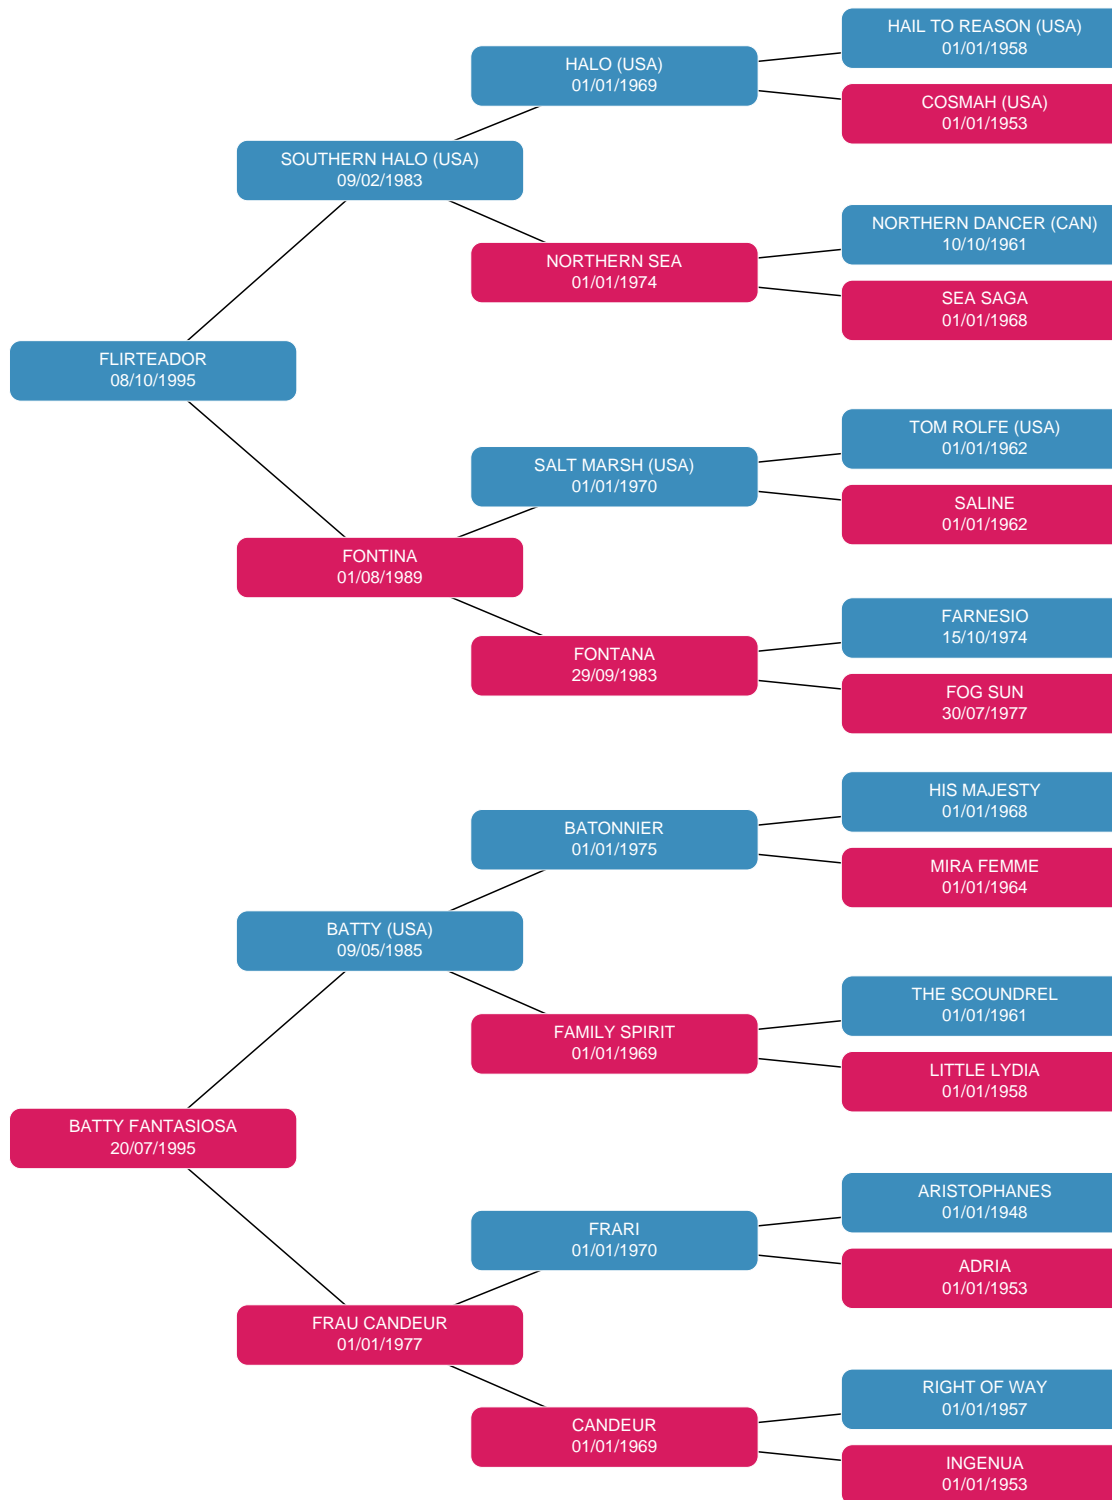 HAIL TO REASON (USA)
01/01/1958
HALO (USA)
01/01/1969
COSMAH (USA)
01/01/1953
SOUTHERN HALO (USA)
09/02/1983
NORTHERN DANCER (CAN)
10/10/1961
NORTHERN SEA
01/01/1974
SEA SAGA
01/01/1968
FLIRTEADOR
08/10/1995
TOM ROLFE (USA)
01/01/1962
SALT MARSH (USA)
01/01/1970
SALINE
01/01/1962
FONTINA
01/08/1989
FARNESIO
15/10/1974
FONTANA
29/09/1983
FOG SUN
30/07/1977
HIS MAJESTY
01/01/1968
BATONNIER
01/01/1975
MIRA FEMME
01/01/1964
BATTY (USA)
09/05/1985
THE SCOUNDREL
01/01/1961
FAMILY SPIRIT
01/01/1969
LITTLE LYDIA
01/01/1958
BATTY FANTASIOSA
20/07/1995
ARISTOPHANES
01/01/1948
FRARI
01/01/1970
ADRIA
01/01/1953
FRAU CANDEUR
01/01/1977
RIGHT OF WAY
01/01/1957
CANDEUR
01/01/1969
INGENUA
01/01/1953